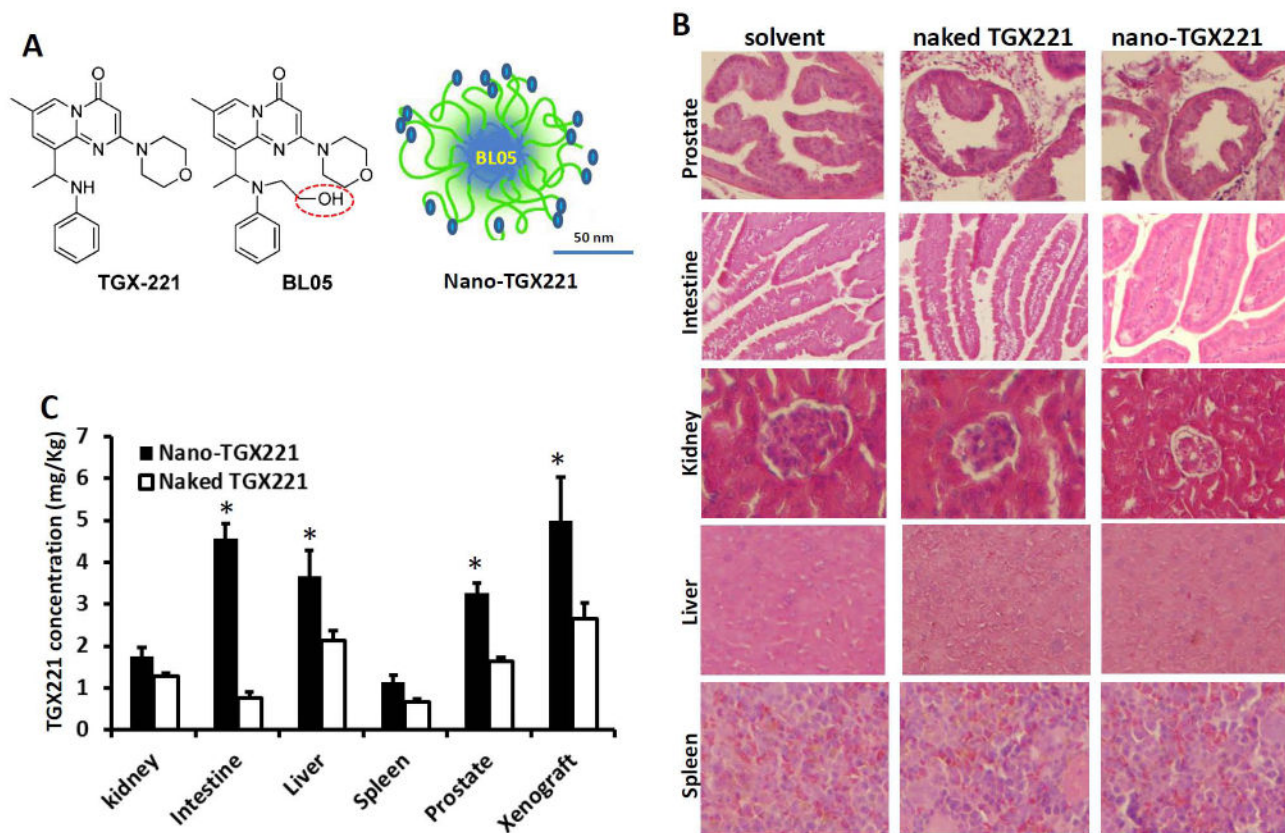 A
O
N
N
N
O
NH
TGX-221
O
N
N
N
O
N
OH
BL05
BL05
50 nm
Nano-TGX221
B
solvent naked TGX221 nano-TGX221
Prostate
Intestine
Kidney
Liver
Spleen
C
TGX221 concentration (mg/Kg)
7
6
5
4
3
2
1
0
Nano-TGX221
Naked TGX221
*
*
*
*
kidney
Intestine
Liver
Spleen
Prostate
Xenograft